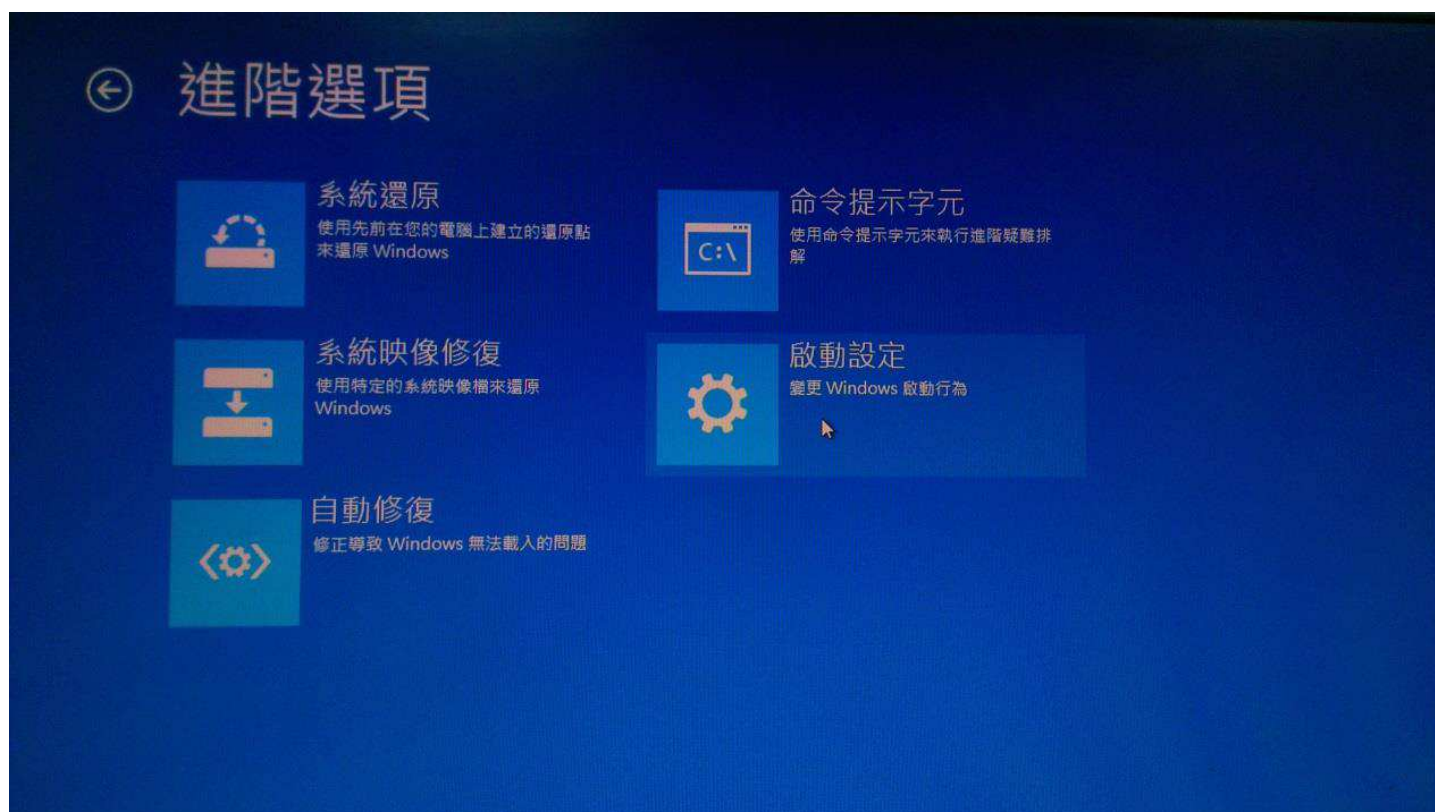 進階選項
系統還原
使用先前在您的電腦上建立的還原點
來還原 Windows
系統映像修復
使用特定的系統映像檔來還原
Windows
自動修復
修正導致 Windows 無法載入的問題
命令提示字元
使用命令提示字元來執行進階疑難排
解
C:\
啟動設定
變更 Windows 啟動行為